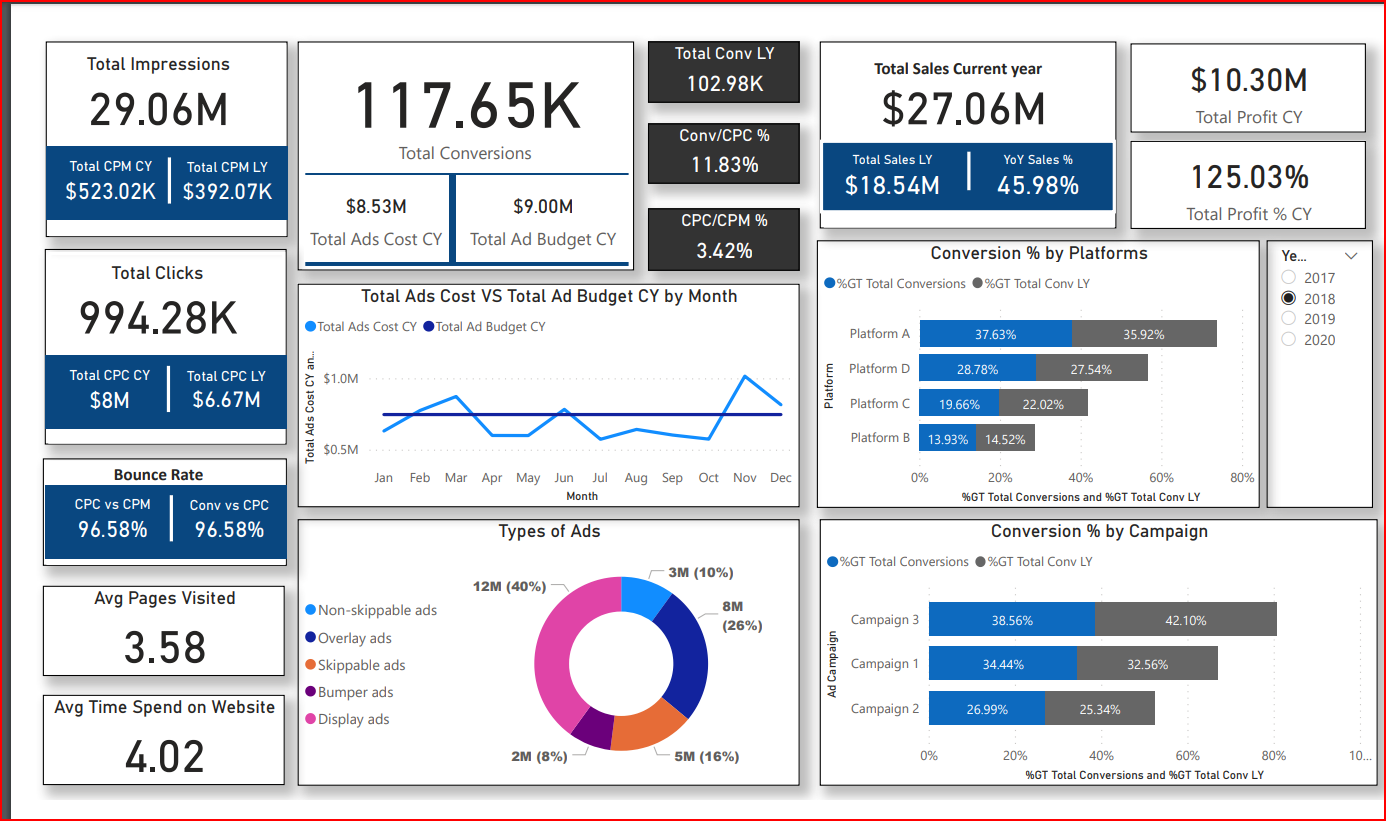 Total Impressions
29.06M
Total CPM CY
$523.02K
Total CPM LY
$392.07K
Total Clicks
994.28K
Total CPC CY
$8M
Total CPC LY
$6.67M
Bounce Rate
CPC vs CPM
96.58%
Conv vs CPC
96.58%
Avg Pages Visited
3.58
Avg Time Spend on Website
4.02
117.65K
Total Conversions
$8.53M
Total Ads Cost CY
$9.00M
Total Ad Budget CY
Total Conv LY
102.98K
Conv/CPC %
11.83%
CPC/CPM %
3.42%
Total Ads Cost VS Total Ad Budget CY by Month
Total Ads Cost CY Total Ad Budget CY
Total Ads Cost CY an...
$1.0M
$0.5M
Jan Feb Mar Apr May Jun Jul Aug Sep Oct Nov Dec
Month
Types of Ads
Non-skippable ads
Overlay ads
Skippable ads
Bumper ads
Display ads
3M (10%)
8M
(26%)
5M (16%)
2M (8%)
12M (40%)
Total Sales Current year
$27.06M
Total Sales LY
$18.54M
YoY Sales %
45.98%
$10.30M
Total Profit CY
125.03%
Total Profit % CY
Conversion % by Platforms
%GT Total Conversions %GT Total Conv LY
Platform
Platform A 37.63% 35.92%
Platform D 28.78% 27.54%
Platform C 19.66% 22.02%
Platform B 13.93% 14.52%
0% 20% 40% 60% 80%
%GT Total Conversions and %GT Total Conv LY
Ye...
2017
2018
2019
2020
Conversion % by Campaign
%GT Total Conversions %GT Total Conv LY
Ad Campaign
Campaign 3 38.56% 42.10%
Campaign 1 34.44% 32.56%
Campaign 2 26.99% 25.34%
0% 20% 40% 60% 80% 10...
%GT Total Conversions and %GT Total Conv LY